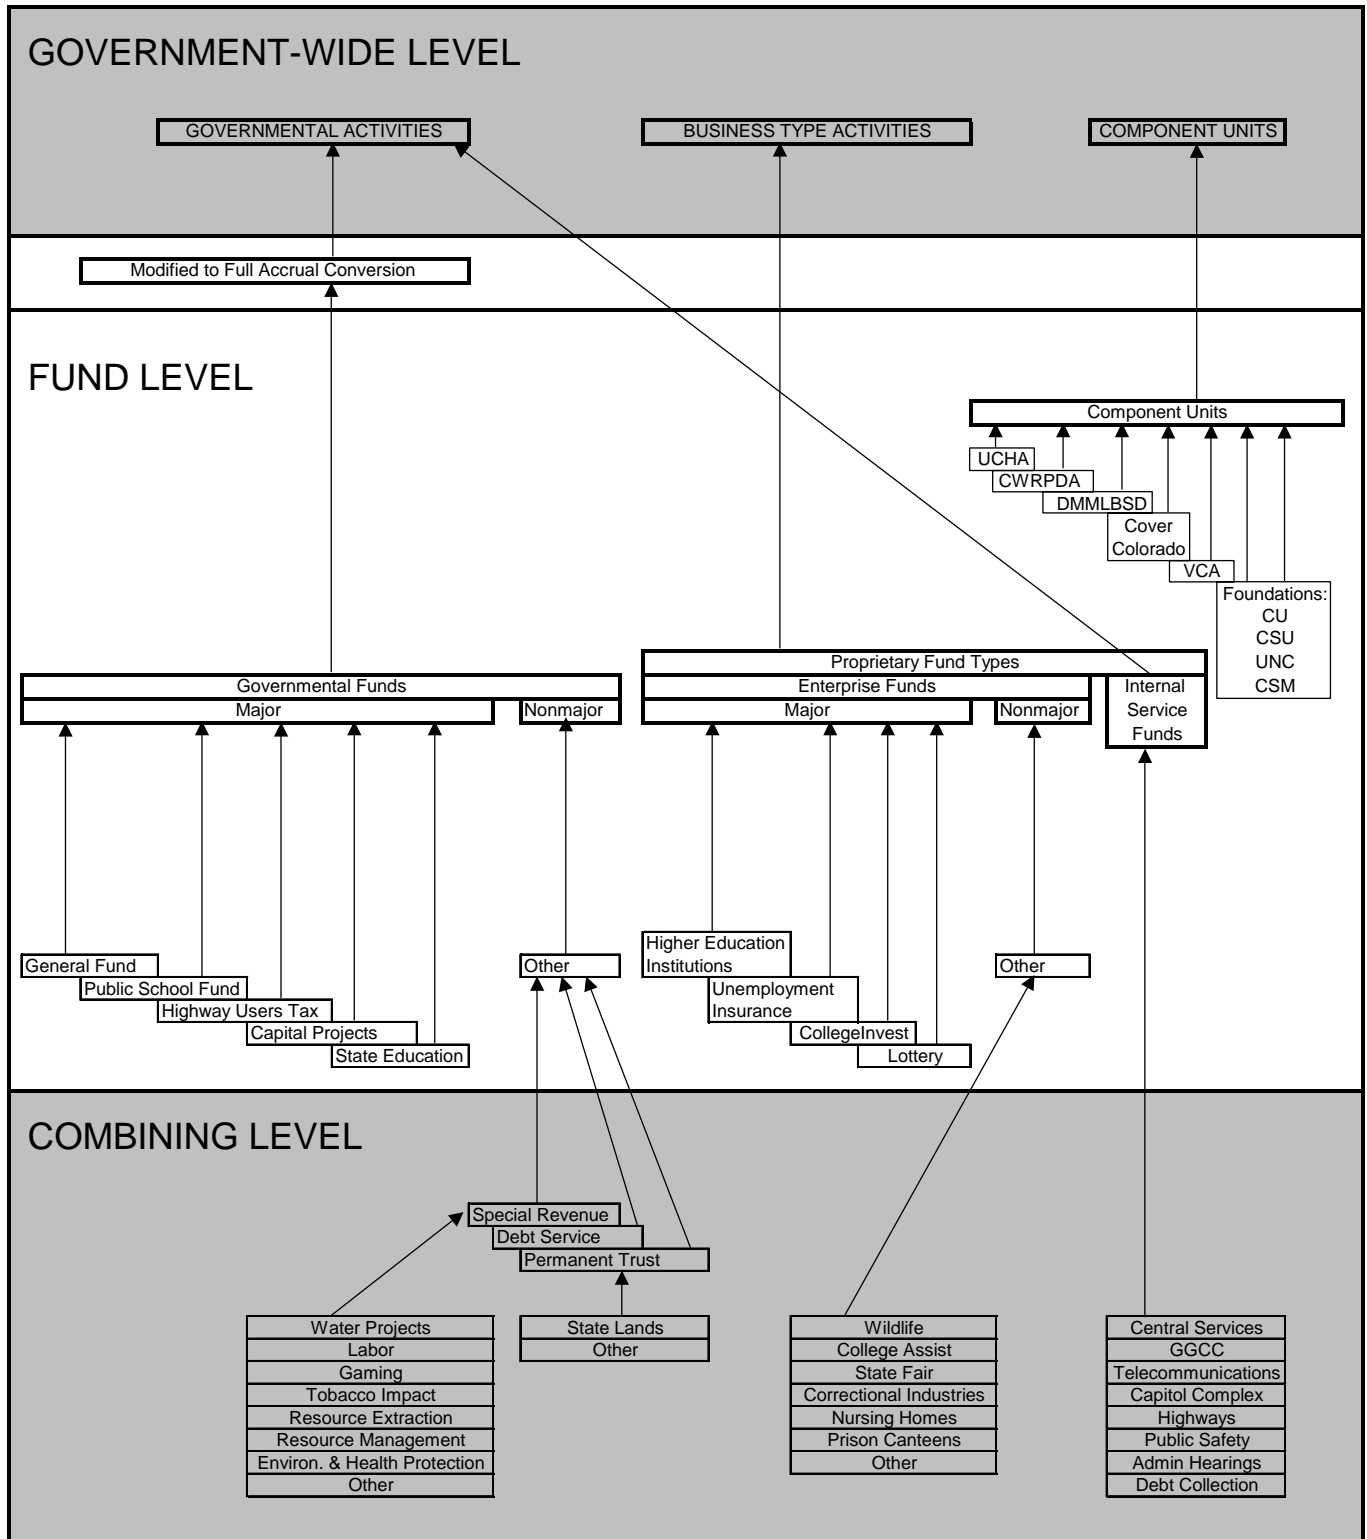 GOVERNMENT-WIDE LEVEL
GOVERNMENTAL ACTIVITIES
BUSINESS TYPE ACTIVITIES
COMPONENT UNITS
Modified to Full Accrual Conversion
FUND LEVEL
Component Units
UCHA
CWRPDA
DMMLBSD
Cover
Colorado
VCA
Foundations:
CU
CSU
UNC
CSM
Governmental Funds
Major
Nonmajor
Proprietary Fund Types
Enterprise Funds
Major
Nonmajor
Internal
Service
Funds
General Fund
Public School Fund
Highway Users Tax
Capital Projects
State Education
Other
Higher Education
Institutions
Unemployment
Insurance
CollegeInvest
Lottery
Other
COMBINING LEVEL
Special Revenue
Debt Service
Permanent Trust
Water Projects
Labor
Gaming
Tobacco Impact
Resource Extraction
Resource Management
Environ. & Health Protection
Other
State Lands
Other
Wildlife
College Assist
State Fair
Correctional Industries
Nursing Homes
Prison Canteens
Other
Central Services
GGCC
Telecommunications
Capitol Complex
Highways
Public Safety
Admin Hearings
Debt Collection